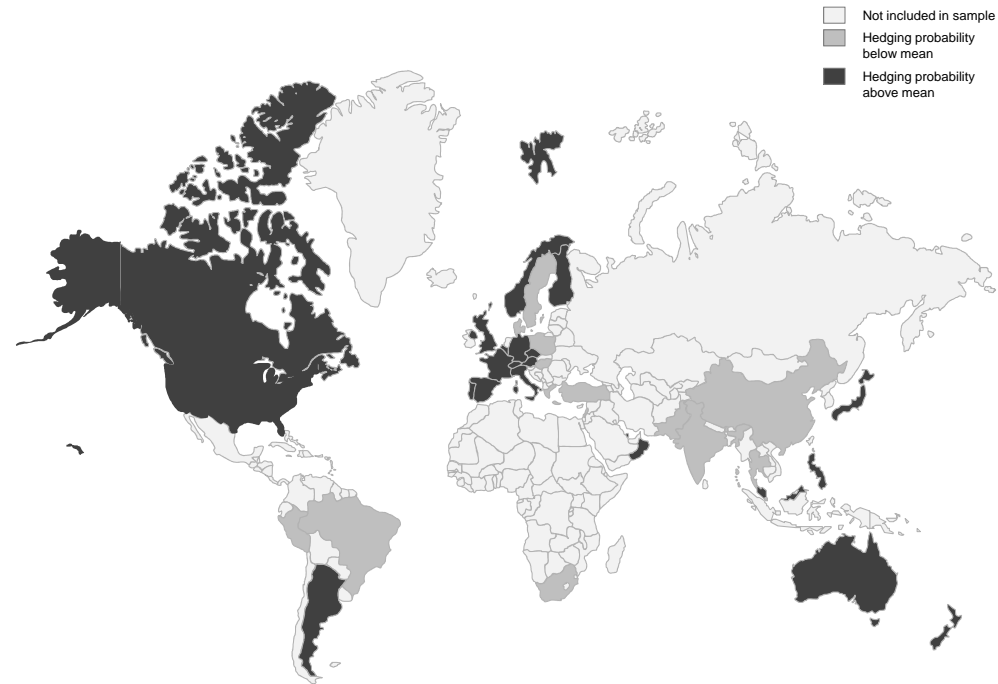 Not included in sample
Hedging probability
below mean
Hedging probability
above mean